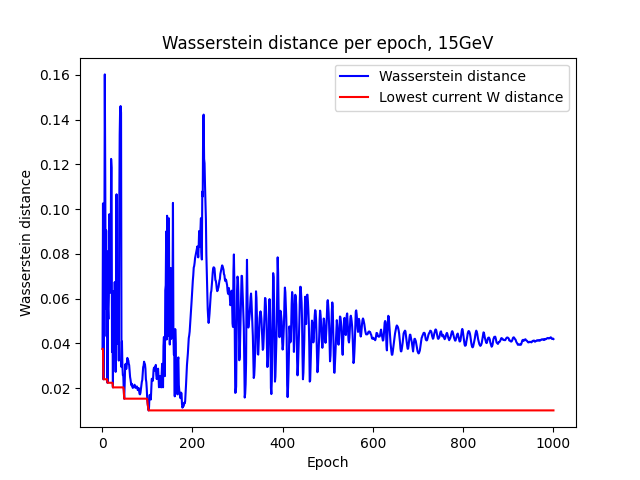 Wasserstein distance per epoch, 15GeV
Wasserstein distance
Lowest current W distance
Wasserstein distance
0.16
0.14
0.12
0.10
0.08
0.06
0.04
0.02
0 200 400 600 800 1000
Epoch